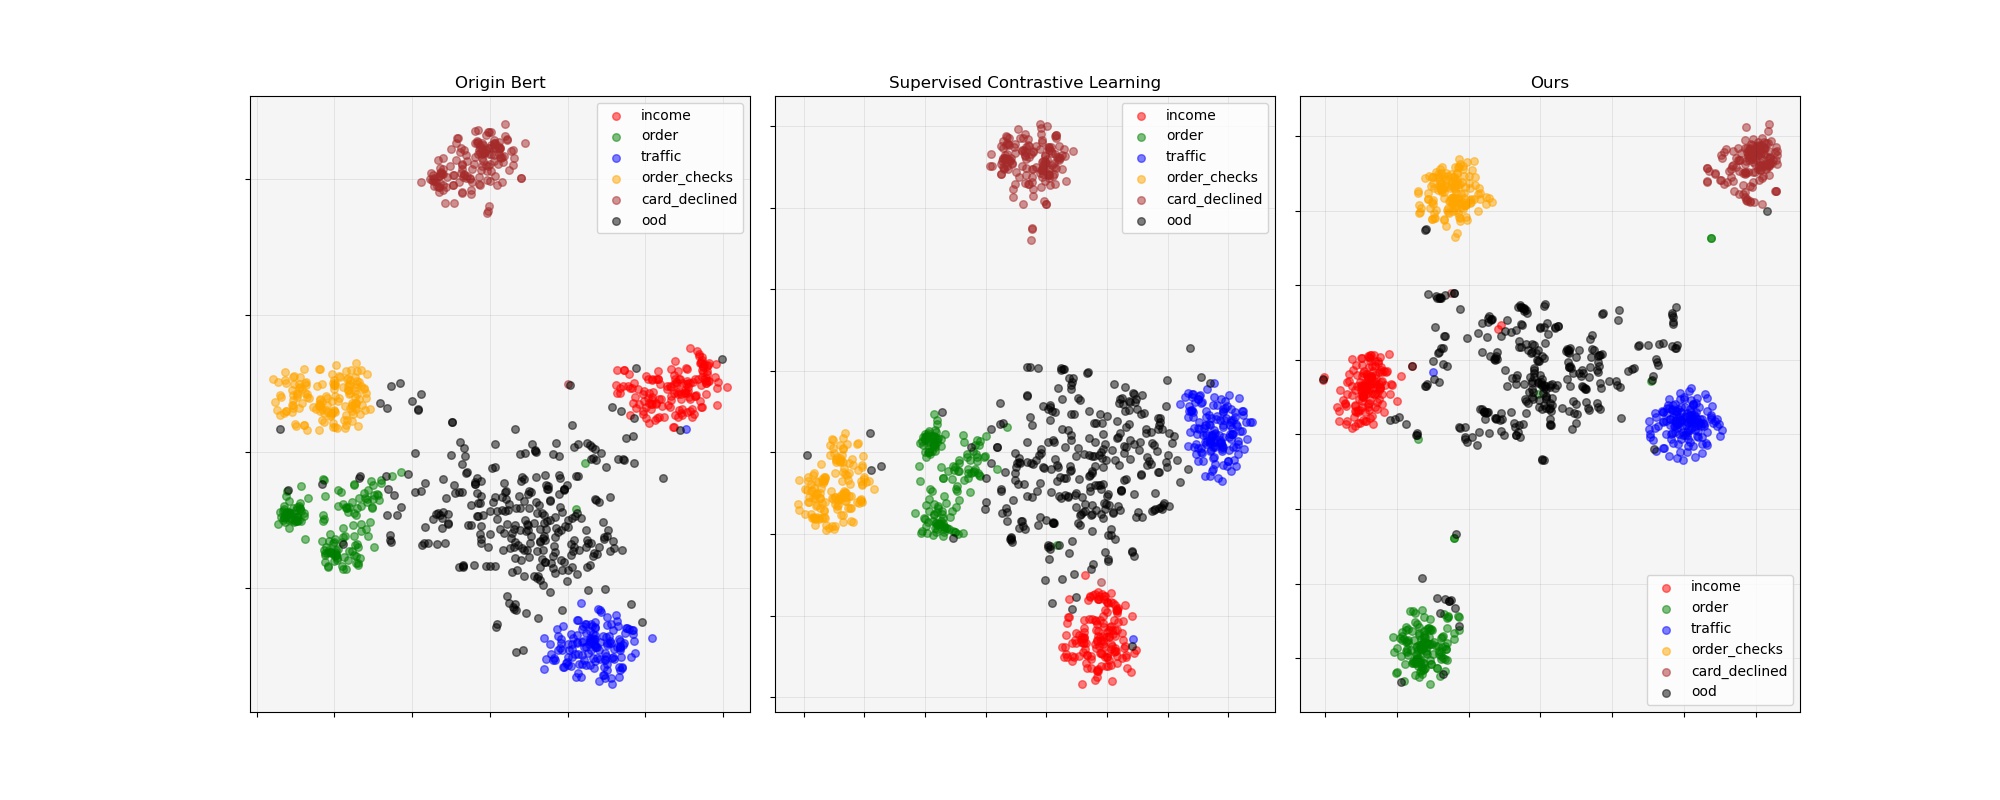 Origin Bert
income
order
traffic
order_checks
card_declined
ood
Supervised Contrastive Learning
income
order
traffic
order_checks
card_declined
ood
Ours
income
order
traffic
order_checks
card_declined
ood